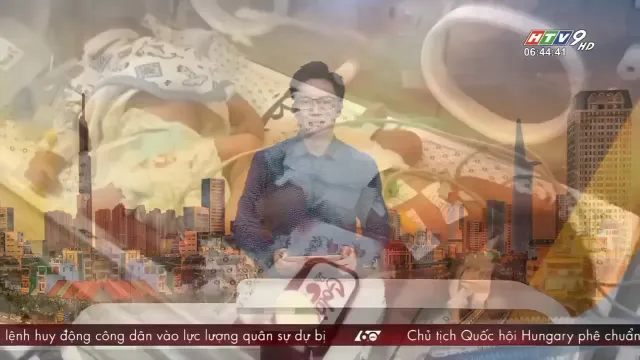 HTV9 HD
06:44:41
lệnh huy động công dân vào lực lượng quân sự dự bị
60 Chủ tịch Quốc hội Hungary phê chuẩn